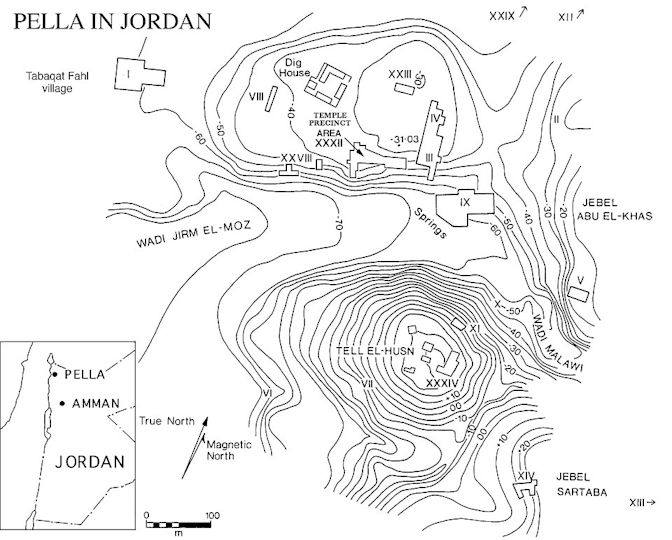 PELLA IN JORDAN
XXIX
XII
Tabaqat Fahl
village
I
Dig
House
VIII
XXIII
-30
-40
-50
-60
TEMPLE
PRECINCT
AREA
XXXII
IV
-31·03
III
II
XXVIII
IX
Springs
-60
-50
-40
-30
-20
JEBEL
ABU EL-KHAS
WADI JIRM EL-MOZ
-70
V
X
-50
-40
-30
-20
WADI MALAWI
XI
TELL EL-HUSN
XXXIV
VII
VI
+10
00
-10
-10
00
+10
+20
XIV
JEBEL
SARTABA
XIII
PELLA
AMMAN
JORDAN
True North
Magnetic
North
0
100
m